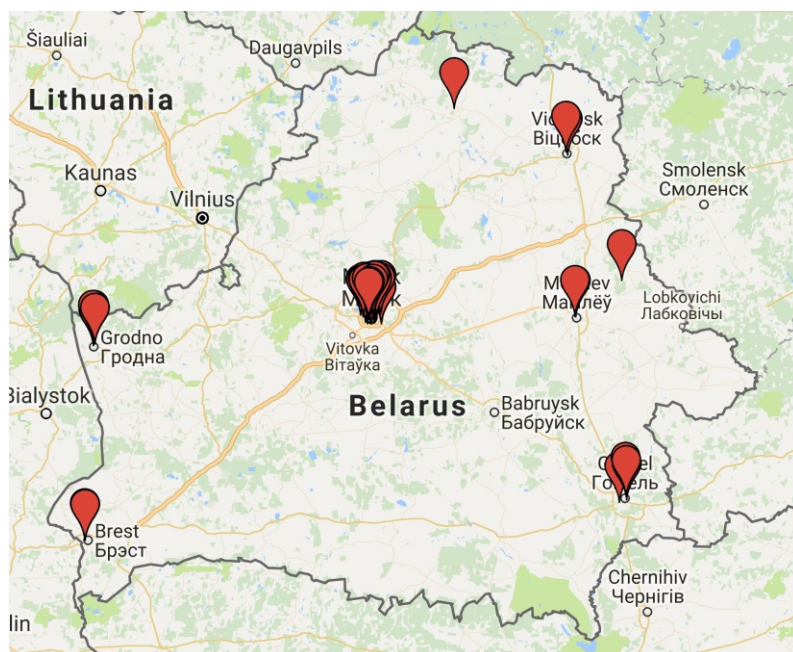 Šiauliai
Daugavpils
Lithuania
Kaunas
Vilnius
Smolensk
Смоленск
Lobkovichi
Лабковічы
Grodno
Гродна
Vitovka
Вітаўка
Bialystok
Belarus
Babruysk
Бабруйск
Brest
Брэст
Chernihiv
Чернігів
lin